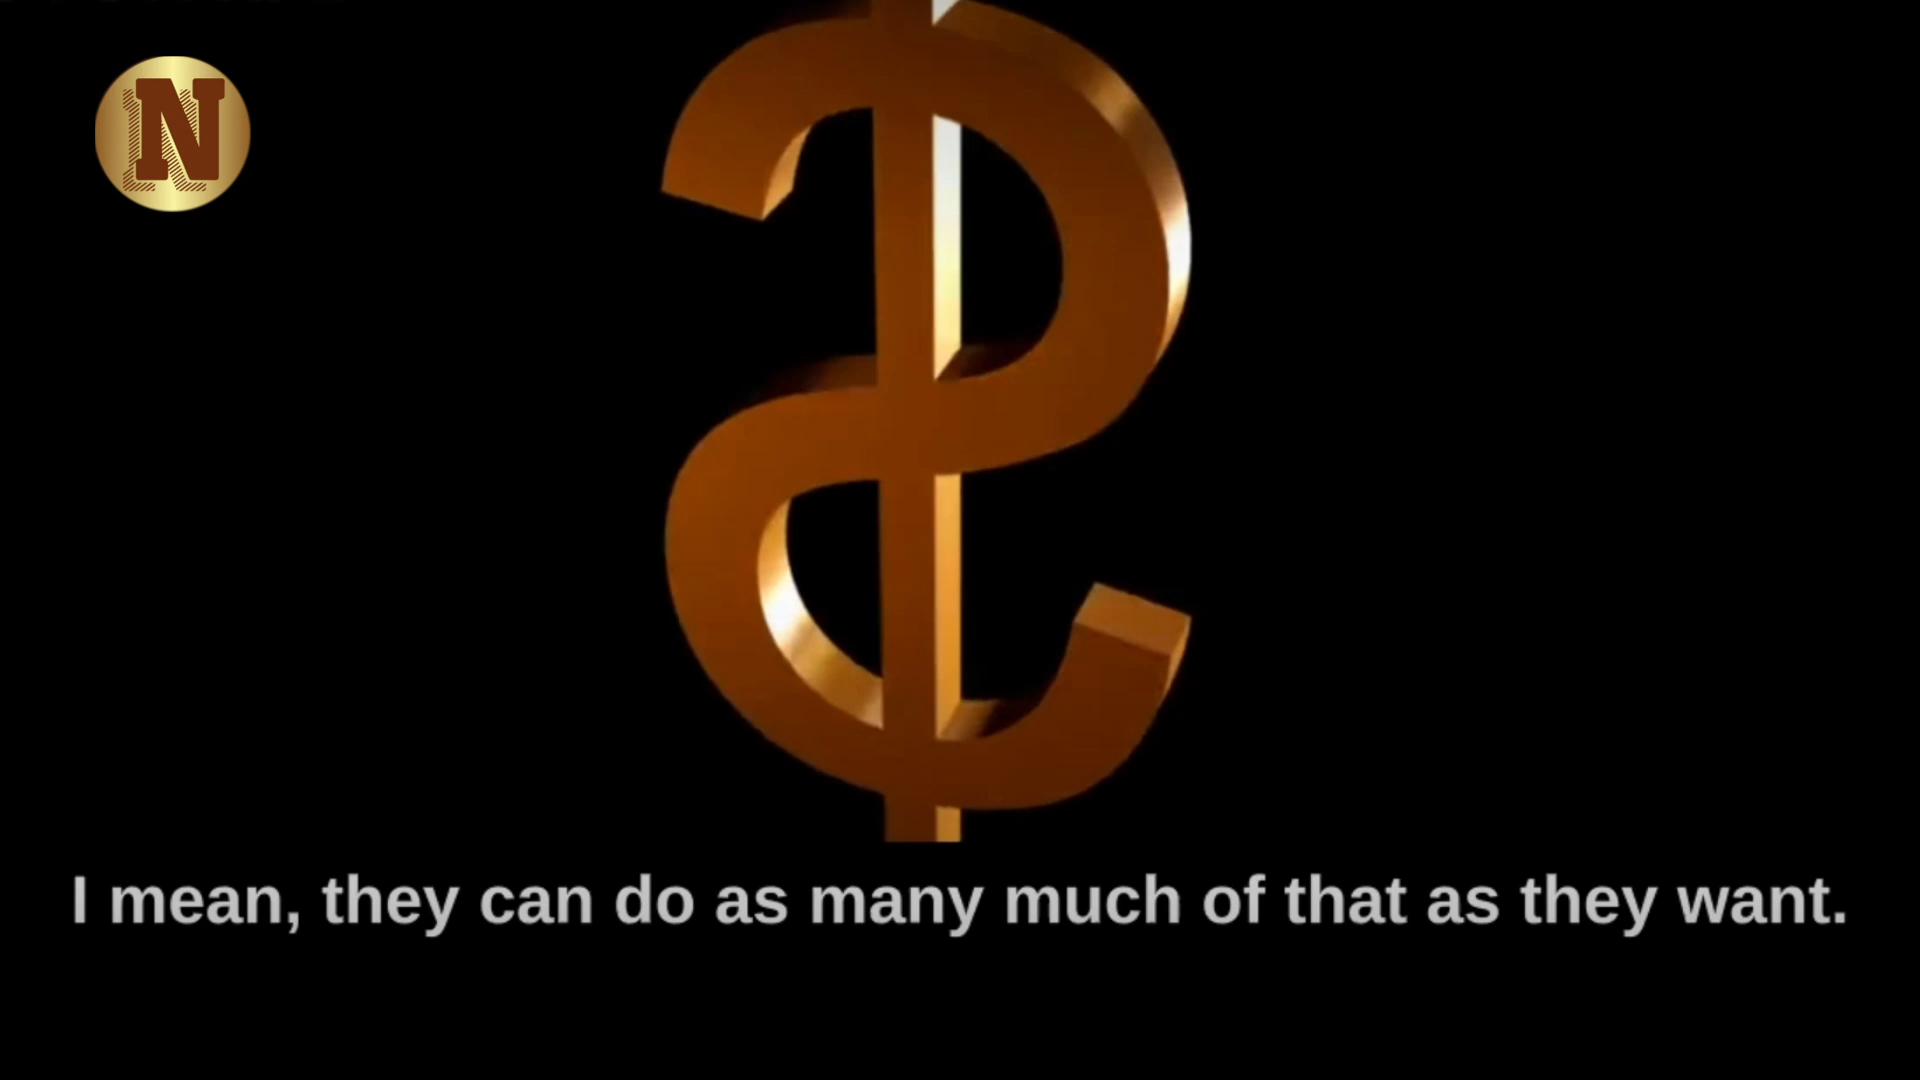 N
I mean, they can do as many much of that as they want.